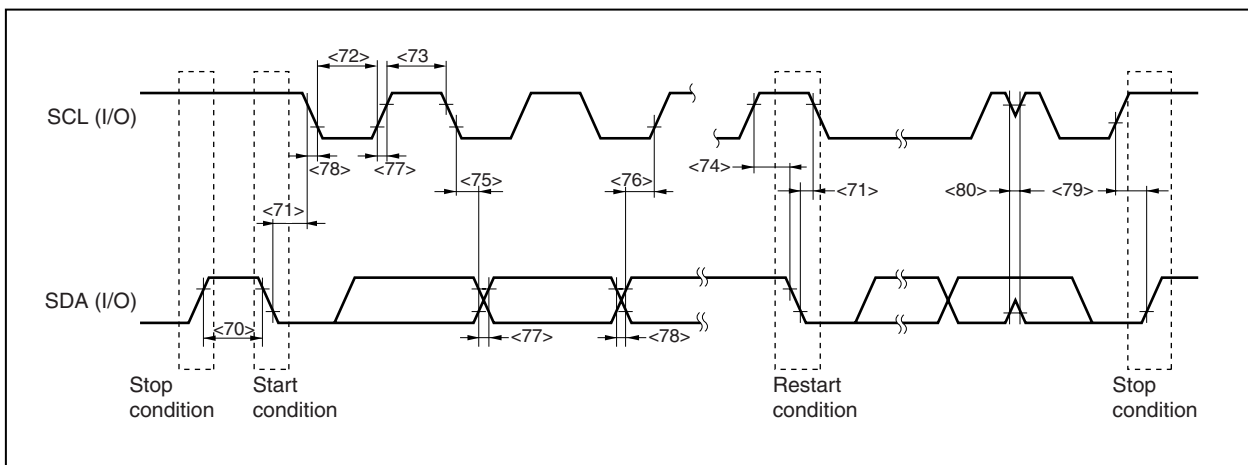 <72>
<73
SCL (I/O)
<78>
<77>
<75>
<76>
<74>
<71>
<80>
<79>
<71>
SDA (I/O)
<70>
<77>
<78>
Stop
condition
Start
condition
Restart
condition
Stop
condition